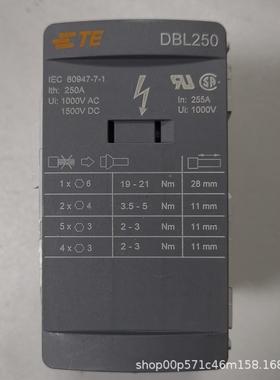 TE DBL250
IEC 60947-7-1
Ith: 250A
Ui: 1000V AC
1500V DC
In: 255A
Ui: 1000V
1 x 6 19 - 21 Nm 28 mm
2 x 4 3.5 - 5 Nm 11 mm
5 x 3 2 - 3 Nm 11 mm
4 x 3 2 - 3 Nm 11 mm
shop00p571c46m158.168